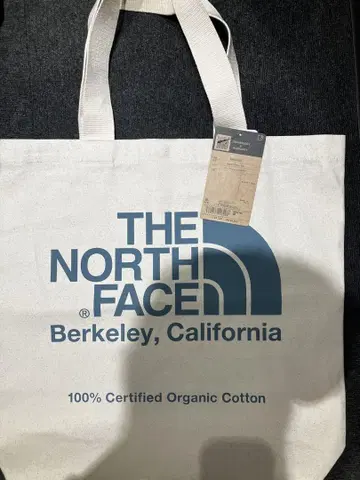 THE
NORTH
FACE
®
Berkeley, California
100% Certified Organic Cotton